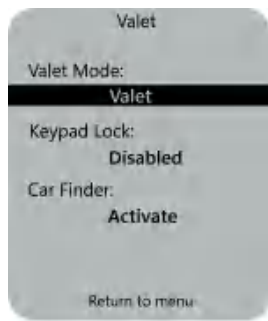 Valet
Valet Mode:
Valet
Keypad Lock:
Disabled
Car Finder:
Activate
Return to menu